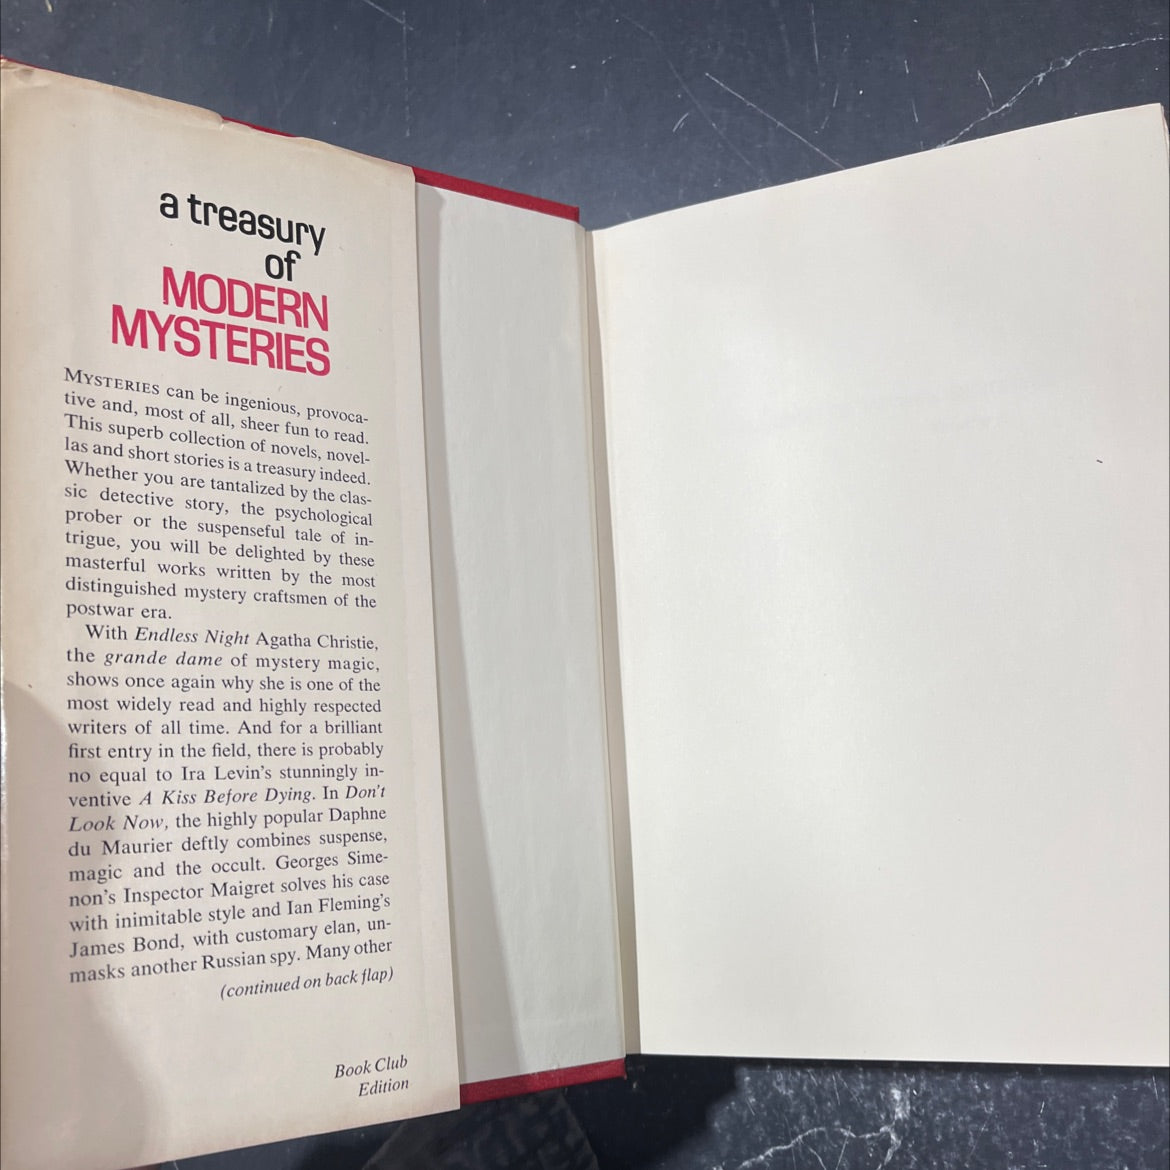 a treasury
of
MODERN
MYSTERIES
MYSTERIES can be ingenious, provoca-
tive and, most of all, sheer fun to read.
This superb collection of novels, novel-
las and short stories is a treasury indeed.
Whether you are tantalized by the clas-
sic detective story, the psychological
prober or the suspenseful tale of in-
trigue, you will be delighted by these
masterful works written by the most
distinguished mystery craftsmen of the
postwar era.
With Endless Night Agatha Christie,
the grande dame of mystery magic,
shows once again why she is one of the
most widely read and highly respected
writers of all time. And for a brilliant
first entry in the field, there is probably
no equal to Ira Levin's stunningly in-
ventive A Kiss Before Dying. In Don't
Look Now, the highly popular Daphne
du Maurier deftly combines suspense,
magic and the occult. Georges Sime-
non's Inspector Maigret solves his case
with inimitable style and Ian Fleming's
James Bond, with customary elan, un-
masks another Russian spy. Many other
(continued on back flap)
Book Club
Edition